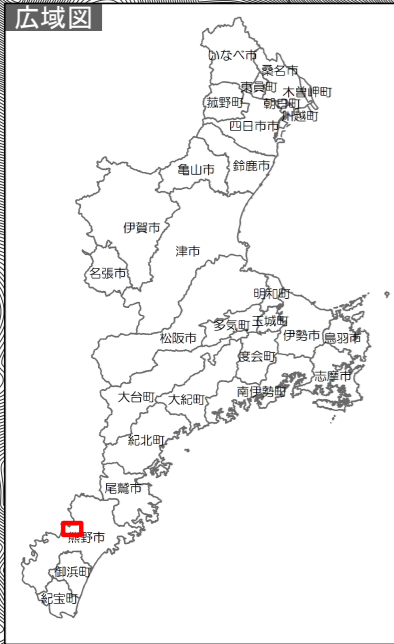 広域図
いなべ市
桑名市
東員町
木曽岬町
菰野町
朝日町
川越町
四日市市
亀山市
鈴鹿市
伊賀市
津市
名張市
明和町
多気町
玉城町
伊勢市
鳥羽市
松阪市
度会町
志摩市
大台町
大紀町
南伊勢町
紀北町
尾鷲市
熊野市
御浜町
紀宝町